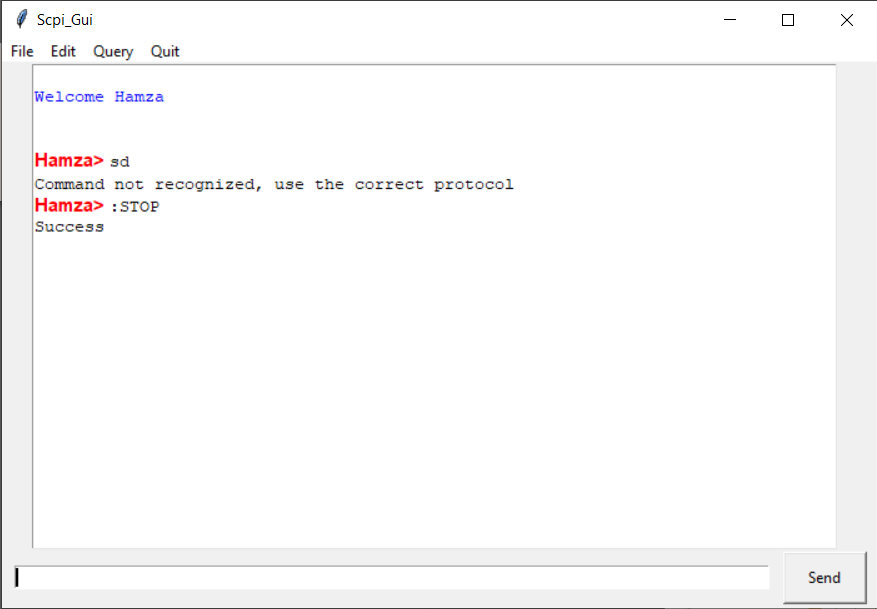 Scpi_Gui
File Edit Query Quit
Welcome Hamza
Hamza> sd
Command not recognized, use the correct protocol
Hamza> :STOP
Success
Send